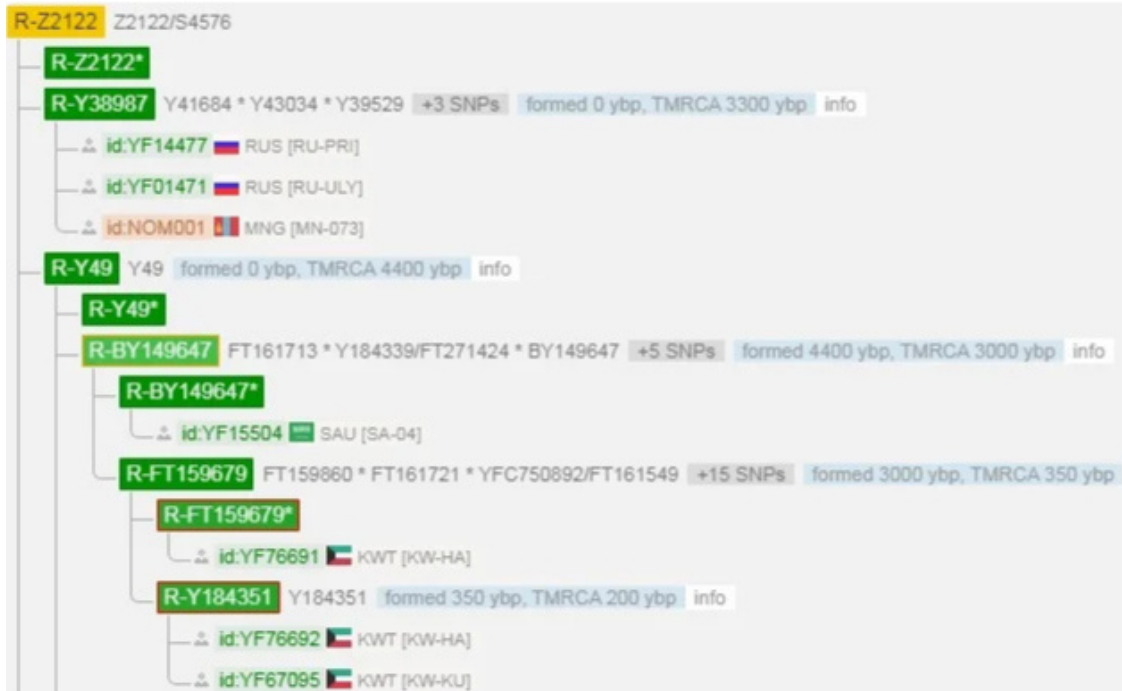 R-Z2122 Z2122/S4576
R-Z2122*
R-Y38987 Y41684 * Y43034 * Y39529 +3 SNPs formed 0 ybp, TMRCA 3300 ybp info
id:YF14477 RUS [RU-PRI]
id:YF01471 RUS [RU-ULY]
id:NOM001 MNG [MN-073]
R-Y49 Y49 formed 0 ybp, TMRCA 4400 ybp info
R-Y49*
R-BY149647 FT161713 * Y184339/FT271424 * BY149647 +5 SNPs formed 4400 ybp, TMRCA 3000 ybp info
R-BY149647*
id:YF15504 SAU [SA-04]
R-FT159679 FT159860 * FT161721 * YFC750892/FT161549 +15 SNPs formed 3000 ybp, TMRCA 350 ybp
R-FT159679*
id:YF76691 KWT [KW-HA]
R-Y184351 Y184351 formed 350 ybp, TMRCA 200 ybp info
id:YF76692 KWT [KW-HA]
id:YF67095 KWT [KW-KU]